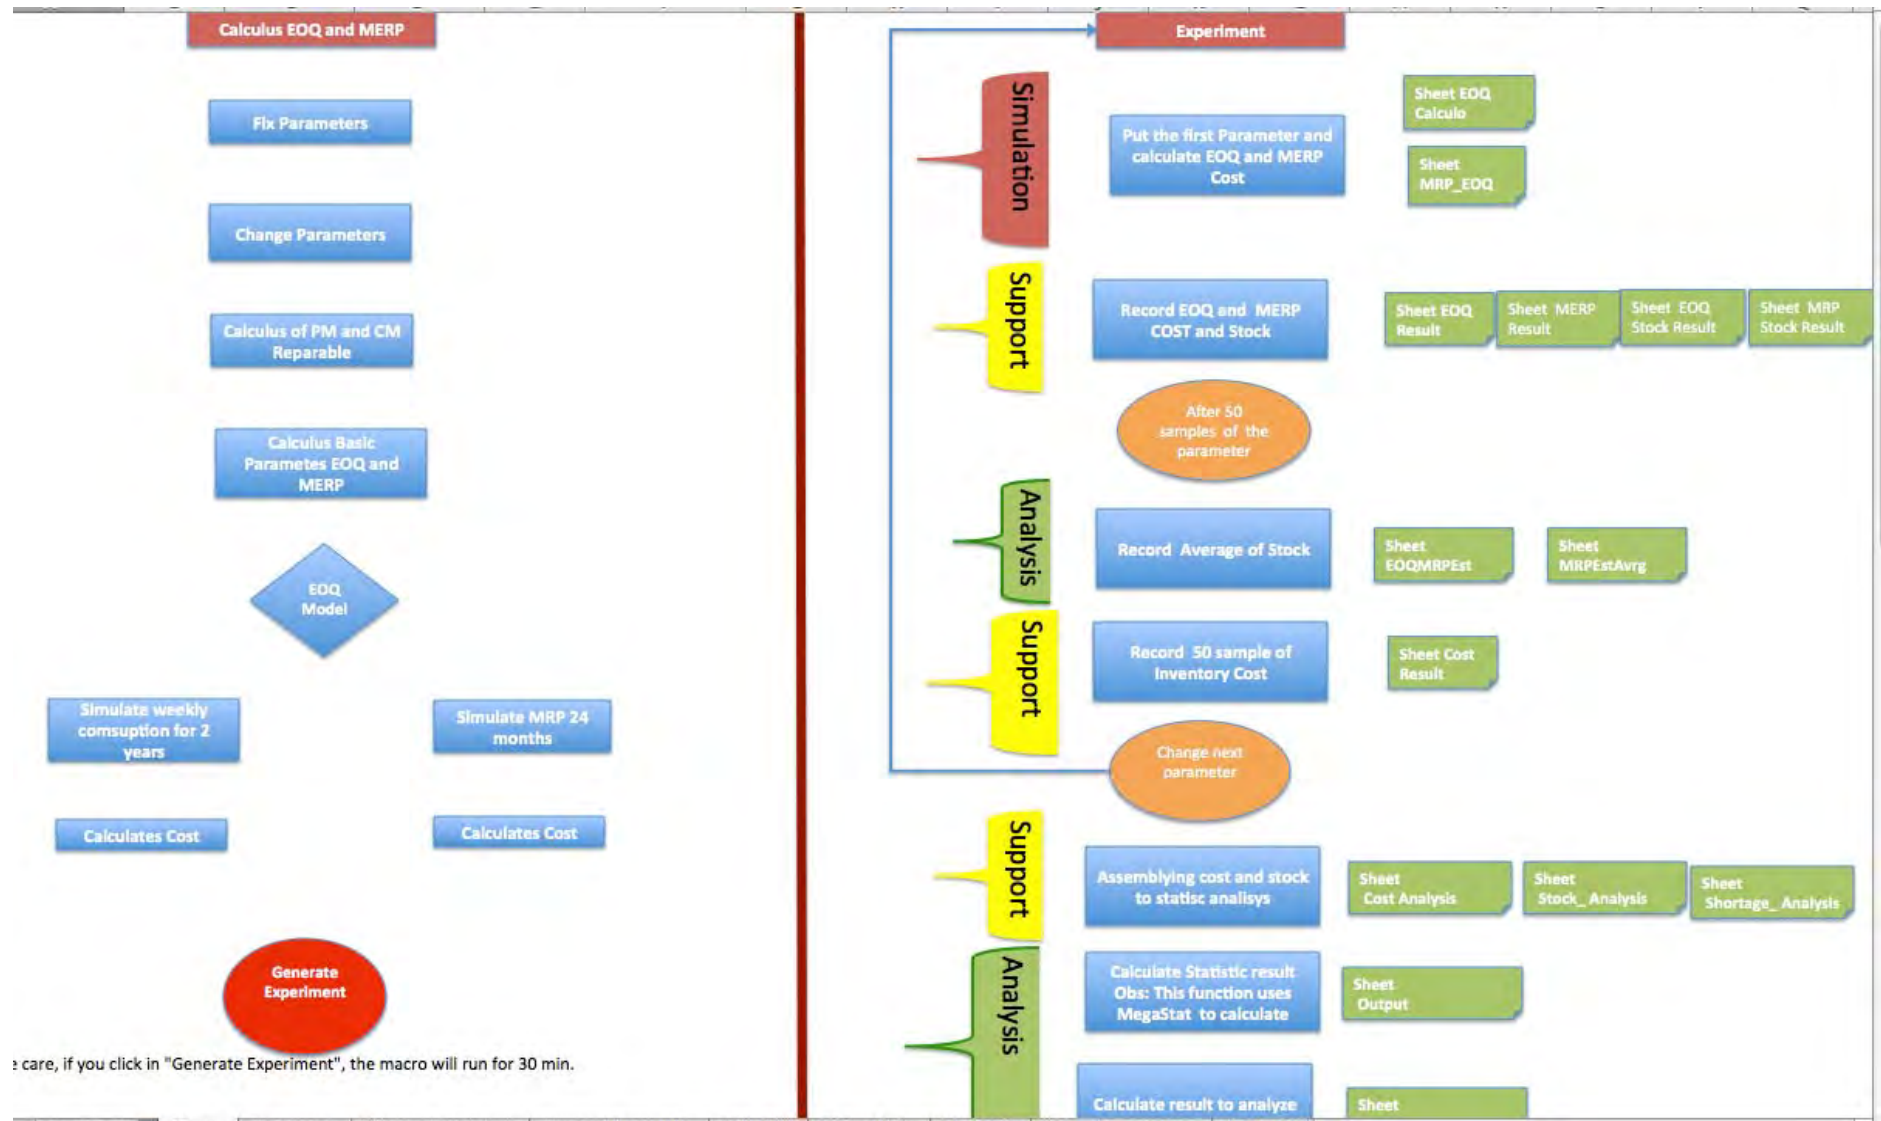 Calculus EOQ and MERP
Fix Parameters
Change Parameters
Calculus of PM and CM
Reparable
Calculus Basic
Parametes EOQ and
MERP
EOQ
Model
Simulate weekly
comsuption for 2
years
Simulate MRP 24
months
Calculates Cost
Calculates Cost
Generate
Experiment
care, if you click in "Generate Experiment", the macro will run for 30 min.
Experiment
Simulation
Put the first Parameter and
calculate EOQ and MERP
Cost
Sheet EOQ
Calculo
Sheet
MRP_EOQ
Support
Record EOQ and MERP
COST and Stock
Sheet EOQ
Result
Sheet MERP
Result
Sheet EOQ
Stock Result
Sheet MRP
Stock Result
After 50
samples of the
parameter
Analysis
Record Average of Stock
Sheet
EOQMRPEst
Sheet
MRPEstAvrg
Support
Record 50 sample of
Inventory Cost
Sheet Cost
Result
Change next
parameter
Support
Assemblying cost and stock
to statisc analisys
Sheet
Cost Analysis
Sheet
Stock_ Analysis
Sheet
Shortage_ Analysis
Analysis
Calculate Statistic result
Obs: This function uses
MegaStat to calculate
Sheet
Output
Calculate result to analyze
Sheet